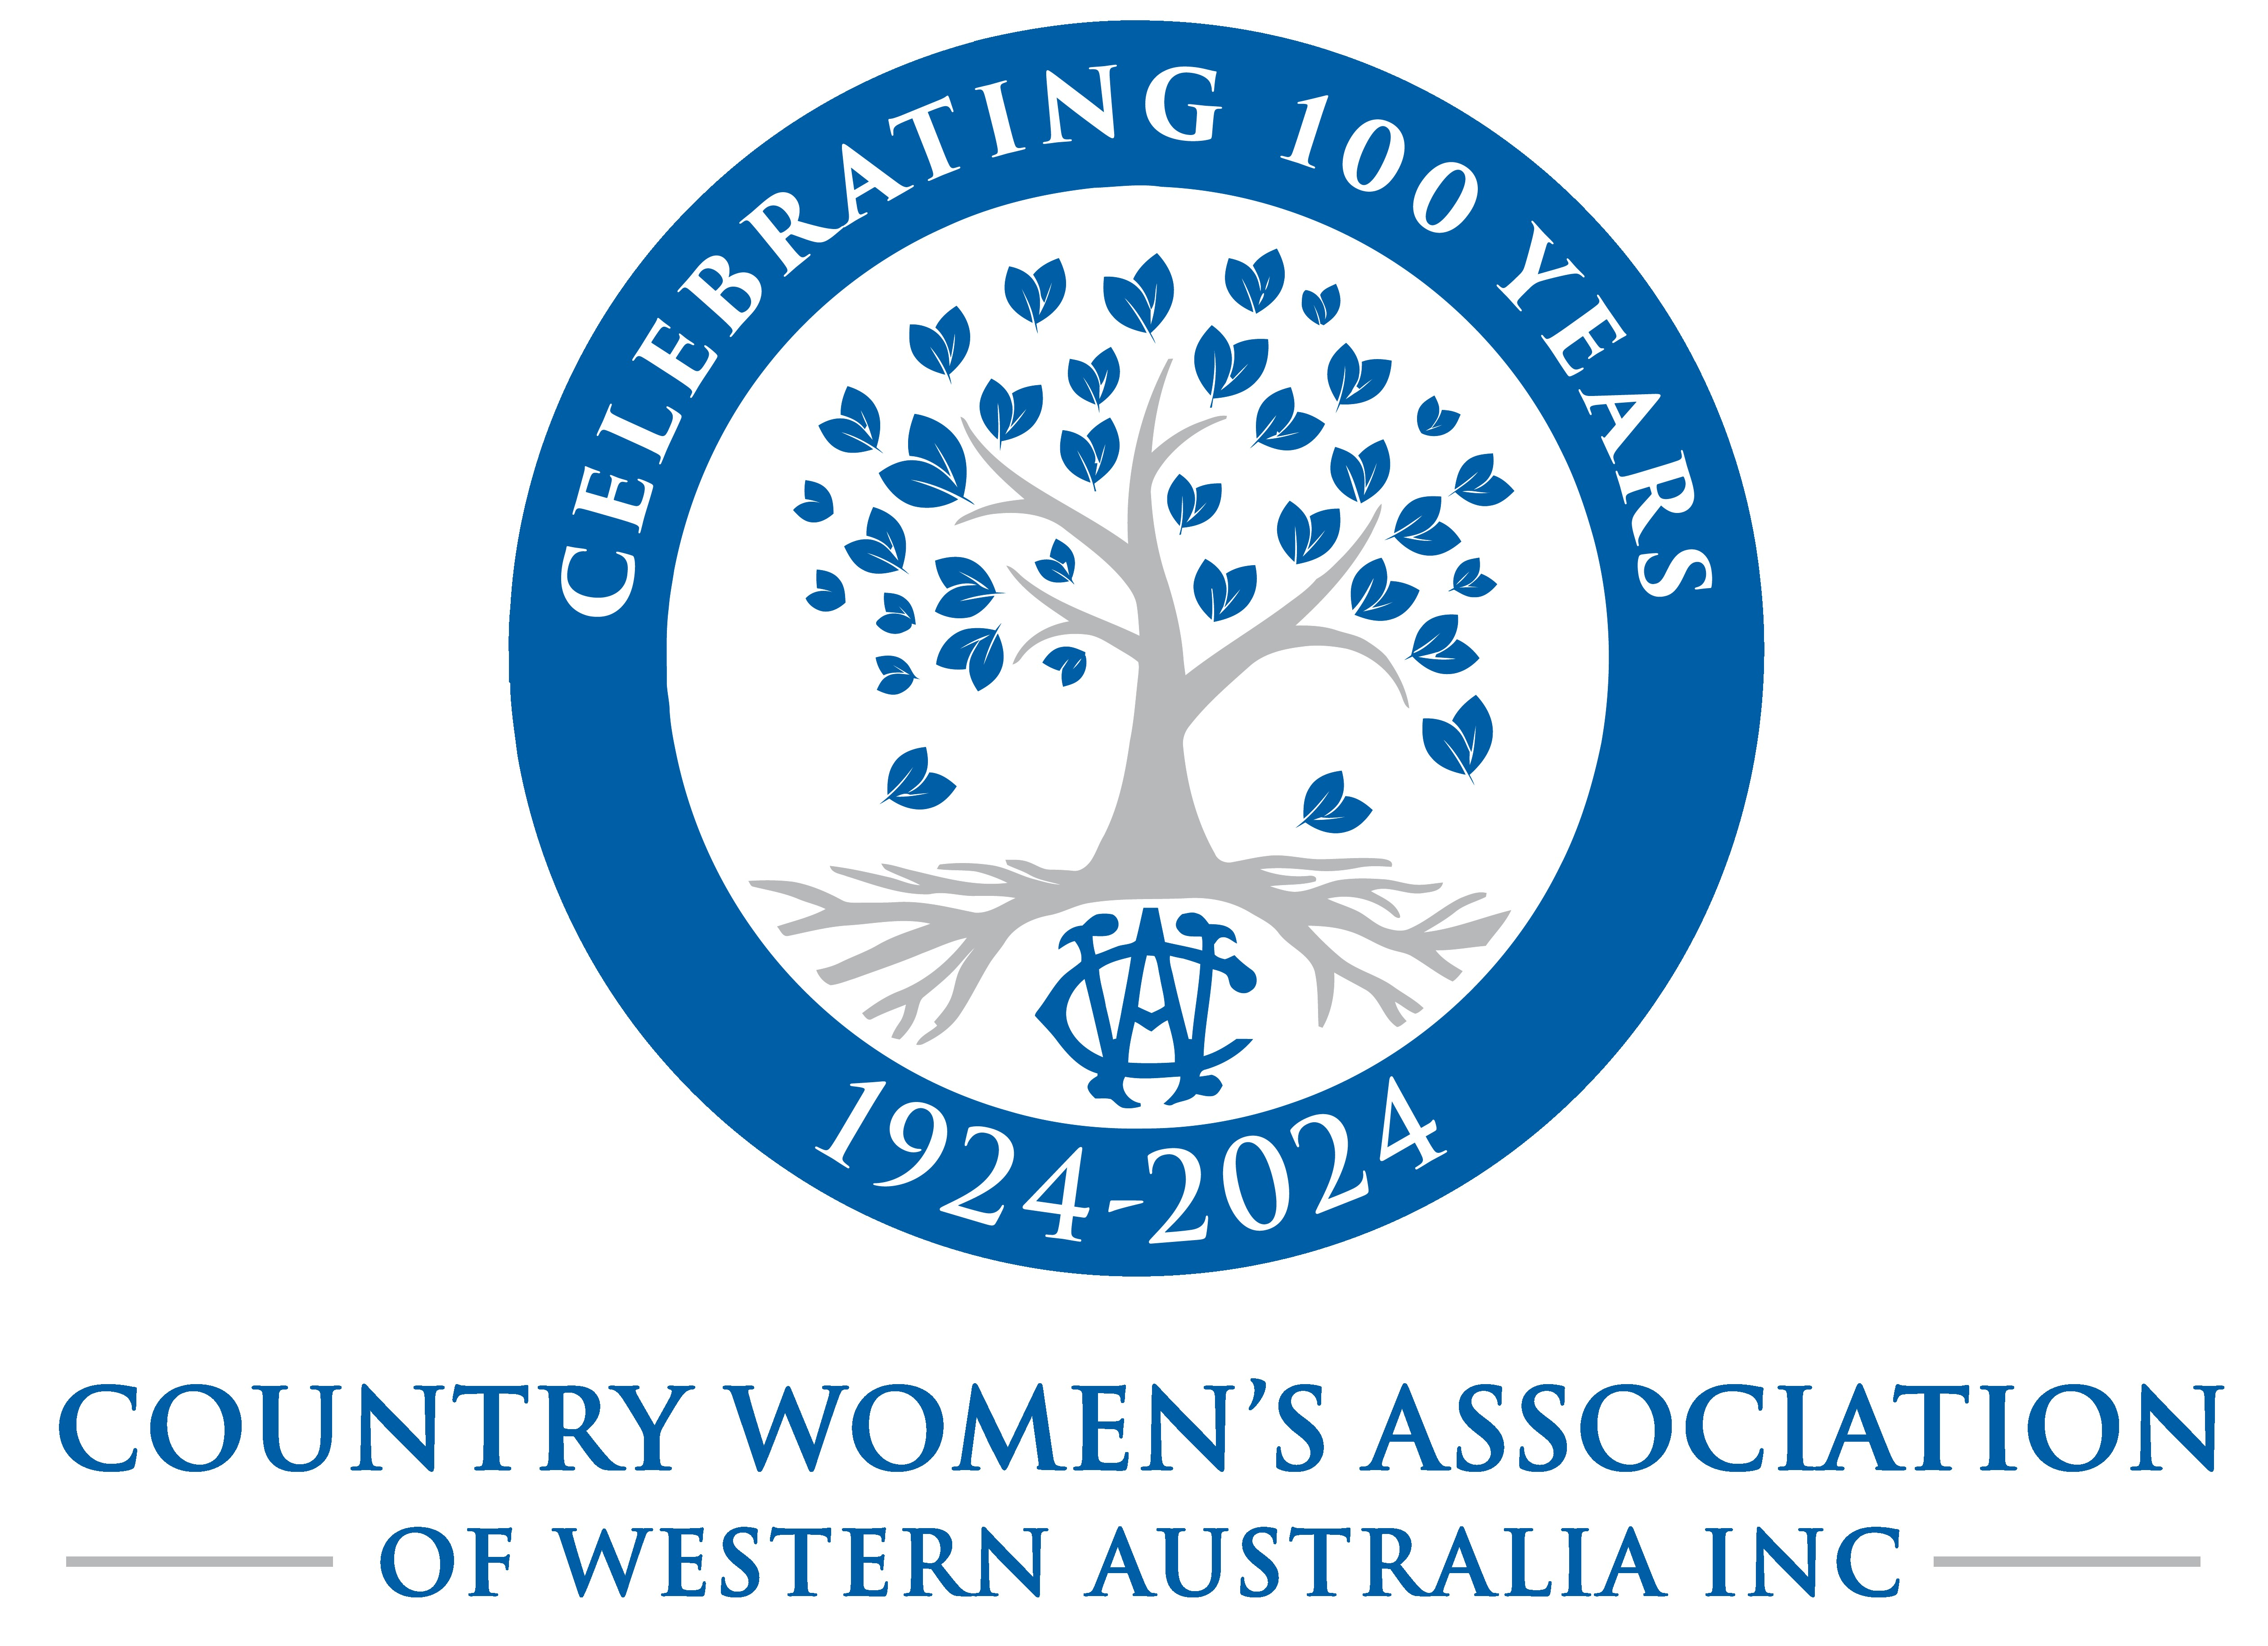 CELEBRATING 100 YEARS
CWA
1924-2024
COUNTRY WOMEN'S ASSOCIATION
OF WESTERN AUSTRALIA INC